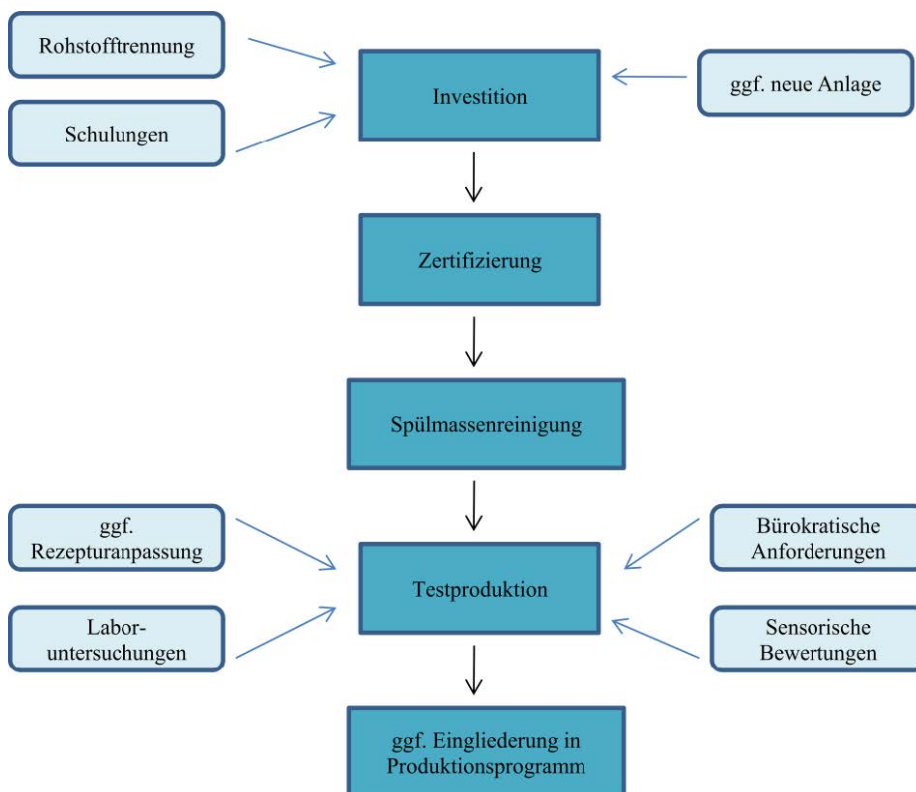 Rohstofftrennung
Investition
ggf. neue Anlage
Schulungen
Zertifizierung
Spülmassenreinigung
ggf.
Rezepturanpassung
Bürokratische
Anforderungen
Testproduktion
Labor-
untersuchungen
Sensorische
Bewertungen
ggf. Eingliederung in
Produktionsprogramm